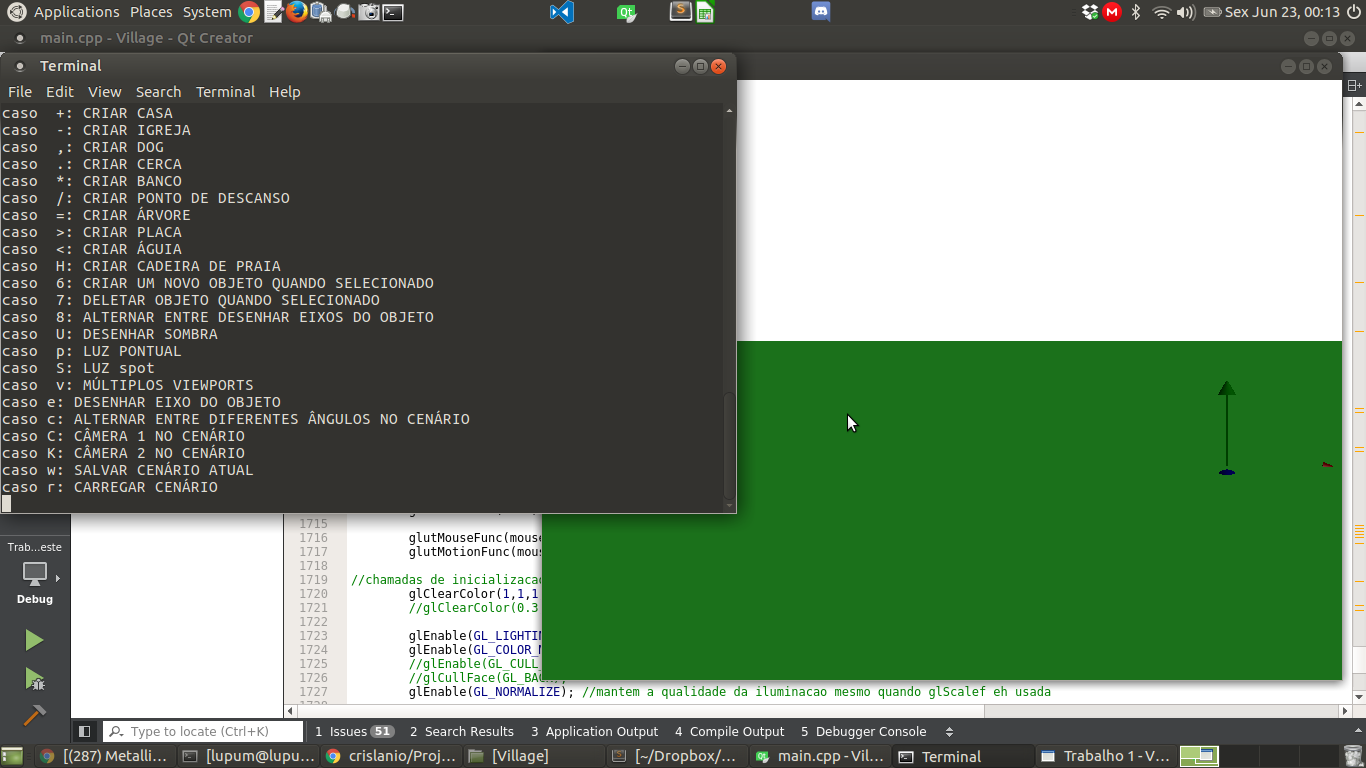 Applications Places System
Sex Jun 23, 00:13
main.cpp - Village - Qt Creator
Terminal
File Edit View Search Terminal Help
caso  +: CRIAR CASA
caso  -: CRIAR IGREJA
caso  ,: CRIAR DOG
caso  .: CRIAR CERCA
caso  *: CRIAR BANCO
caso  /: CRIAR PONTO DE DESCANSO
caso  =: CRIAR ÁRVORE
caso  >: CRIAR PLACA
caso  <: CRIAR ÁGUIA
caso  H: CRIAR CADEIRA DE PRAIA
caso  6: CRIAR UM NOVO OBJETO QUANDO SELECIONADO
caso  7: DELETAR OBJETO QUANDO SELECIONADO
caso  8: ALTERNAR ENTRE DESENHAR EIXOS DO OBJETO
caso  U: DESENHAR SOMBRA
caso  p: LUZ PONTUAL
caso  S: LUZ spot
caso  v: MÚLTIPLOS VIEWPORTS
caso e: DESENHAR EIXO DO OBJETO
caso c: ALTERNAR ENTRE DIFERENTES ÂNGULOS NO CENÁRIO
caso C: CÂMERA 1 NO CENÁRIO
caso K: CÂMERA 2 NO CENÁRIO
caso w: SALVAR CENÁRIO ATUAL
caso r: CARREGAR CENÁRIO
Trab...este
Debug
1715
1716 glutMouseFunc(mouse
1717 glutMotionFunc(mous
1718
1719 //chamadas de inicializacao
1720 glClearColor(1,1,1
1721 //glClearColor(0.3
1722
1723 glEnable(GL_LIGHTIN
1724 glEnable(GL_COLOR_M
1725 //glEnable(GL_CULL_
1726 //glCullFace(GL_BACK);
1727 glEnable(GL_NORMALIZE); //mantem a qualidade da iluminacao mesmo quando glScalef eh usada
Type to locate (Ctrl+K) 1 Issues 51 2 Search Results 3 Application Output 4 Compile Output 5 Debugger Console
[(287) Metalli... [lupum@lupu... crislanio/Proj... [Village] [~/Dropbox/... main.cpp - Vil... Terminal Trabalho 1 - V...